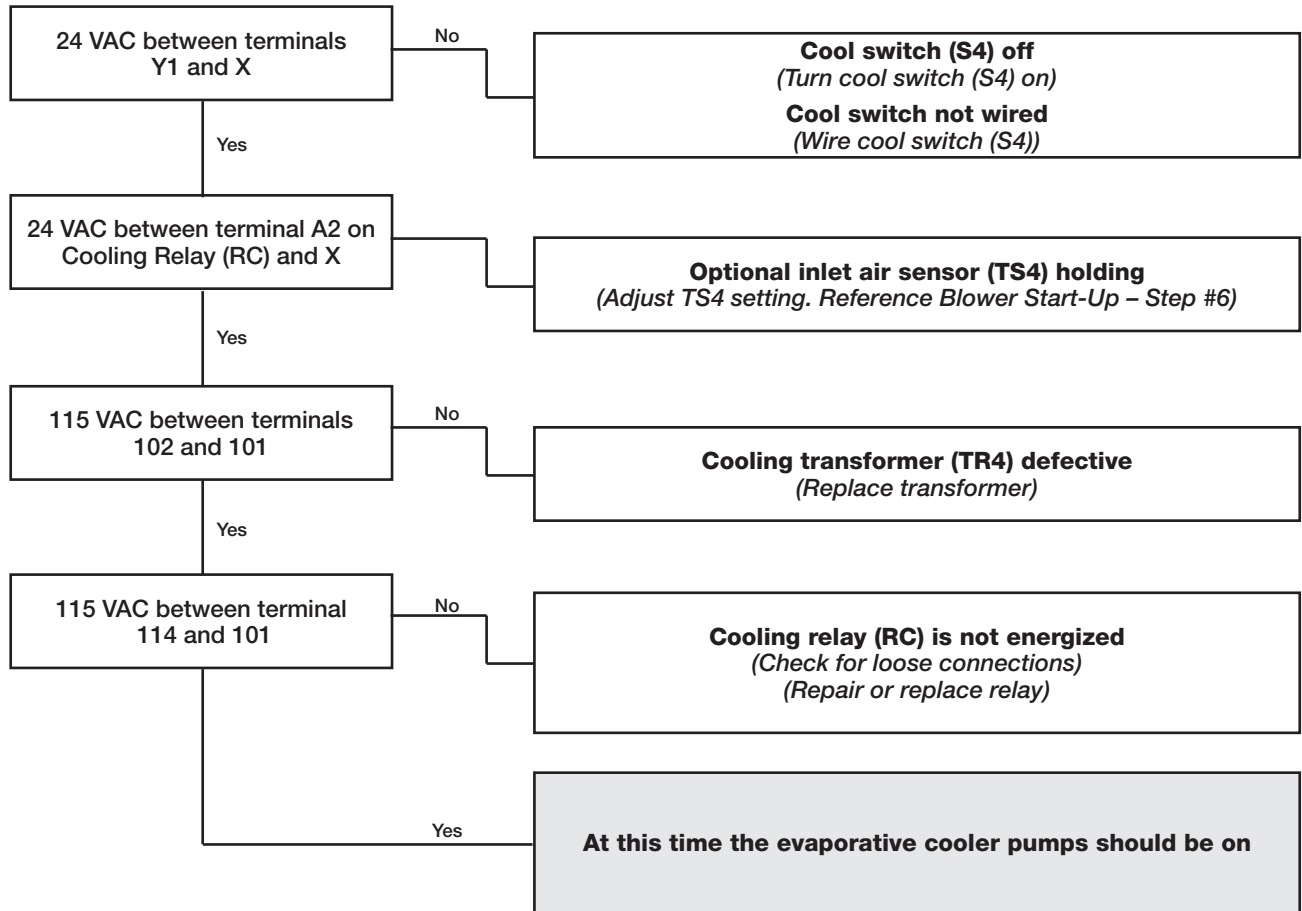 24 VAC between terminals
Y1 and X
No
Cool switch (S4) off
(Turn cool switch (S4) on)
Cool switch not wired
(Wire cool switch (S4))
Yes
24 VAC between terminal A2 on
Cooling Relay (RC) and X
Optional inlet air sensor (TS4) holding
(Adjust TS4 setting. Reference Blower Start-Up – Step #6)
Yes
115 VAC between terminals
102 and 101
No
Cooling transformer (TR4) defective
(Replace transformer)
Yes
115 VAC between terminal
114 and 101
No
Cooling relay (RC) is not energized
(Check for loose connections)
(Repair or replace relay)
Yes
At this time the evaporative cooler pumps should be on